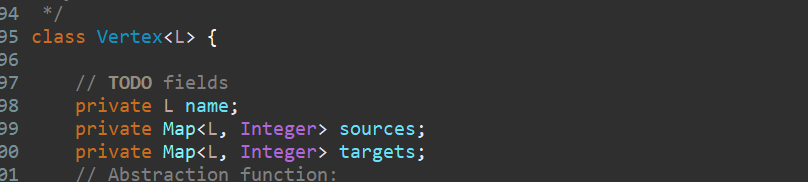 94  */
95 class Vertex<L> {
96
97     // TODO fields
98     private L name;
99     private Map<L, Integer> sources;
00     private Map<L, Integer> targets;
01     // Abstraction function: